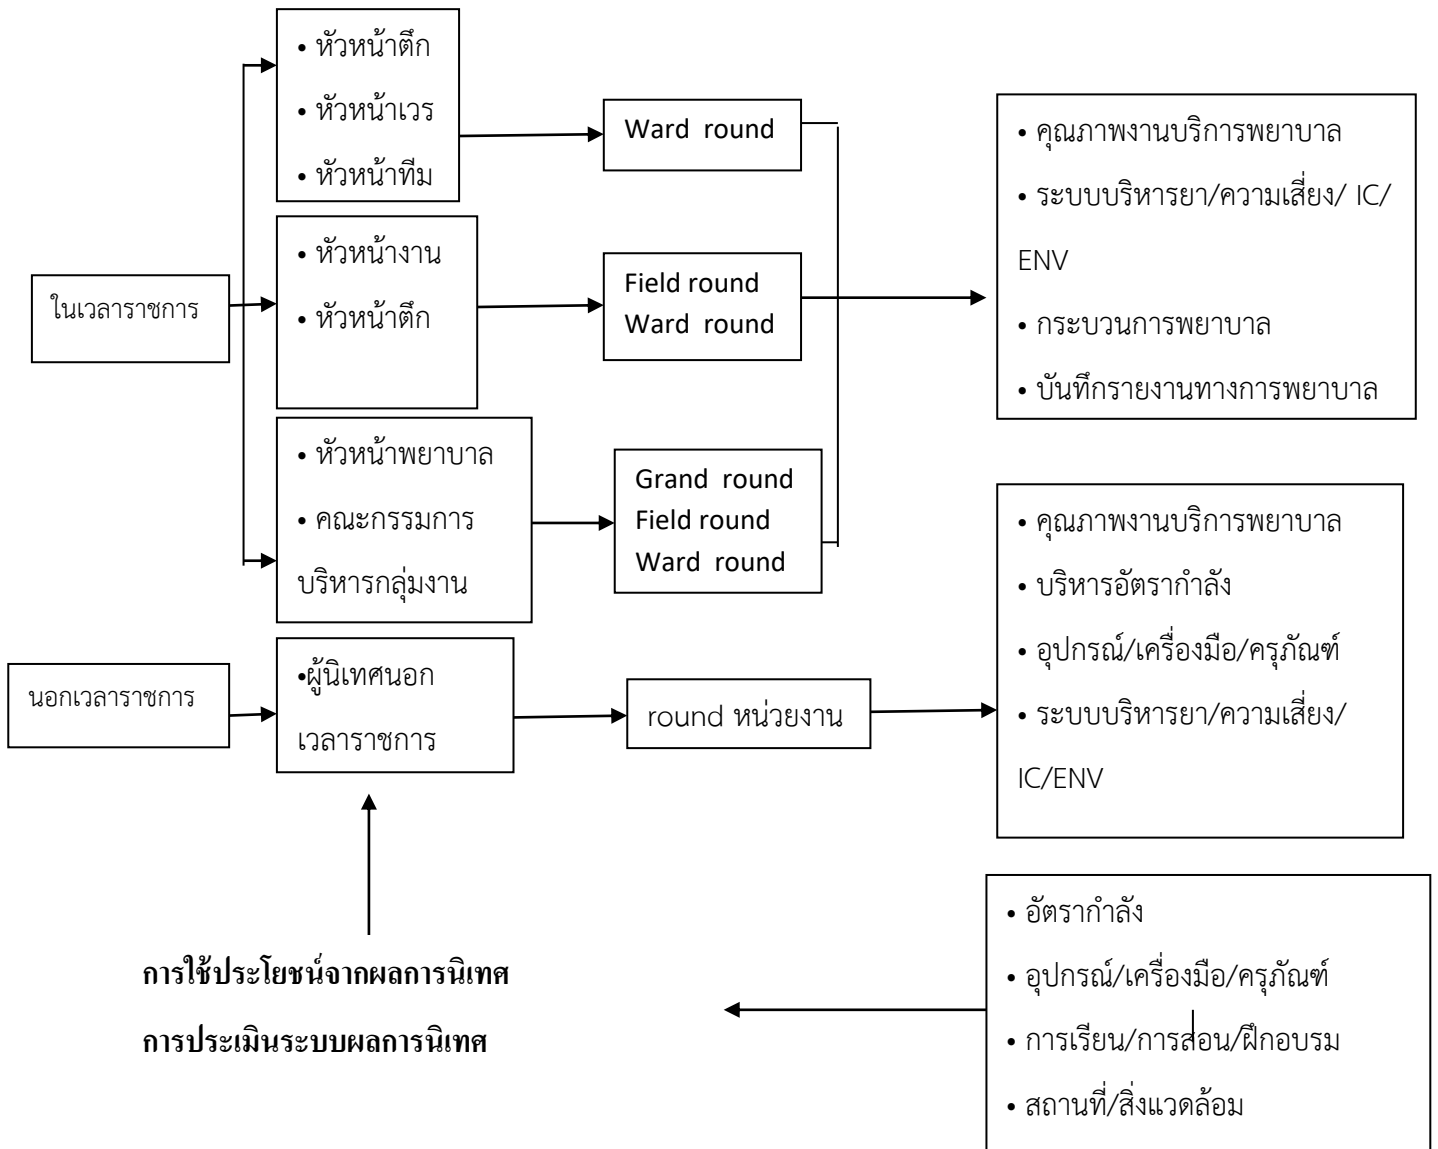 • หัวหน้าตึก
• หัวหน้าเวร
• หัวหน้าทีม
Ward round
• คุณภาพงานบริการพยาบาล
• ระบบบริหารยา/ความเสี่ยง/ IC/
ENV
• กระบวนการพยาบาล
• บันทึกรายงานทางการพยาบาล
ในเวลาราชการ
• หัวหน้างาน
• หัวหน้าตึก
Field round
Ward round
• หัวหน้าพยาบาล
• คณะกรรมการ
บริหารกลุ่มงาน
Grand round
Field round
Ward round
นอกเวลาราชการ
•ผู้นิเทศนอก
เวลาราชการ
round หน่วยงาน
• คุณภาพงานบริการพยาบาล
• บริหารอัตรากำลัง
• อุปกรณ์/เครื่องมือ/ครุภัณฑ์
• ระบบบริหารยา/ความเสี่ยง/
IC/ENV
การใช้ประโยชน์จากผลการนิเทศ
การประเมินระบบผลการนิเทศ
• อัตรากำลัง
• อุปกรณ์/เครื่องมือ/ครุภัณฑ์
• การเรียน/การสอน/ฝึกอบรม
• สถานที่/สิ่งแวดล้อม